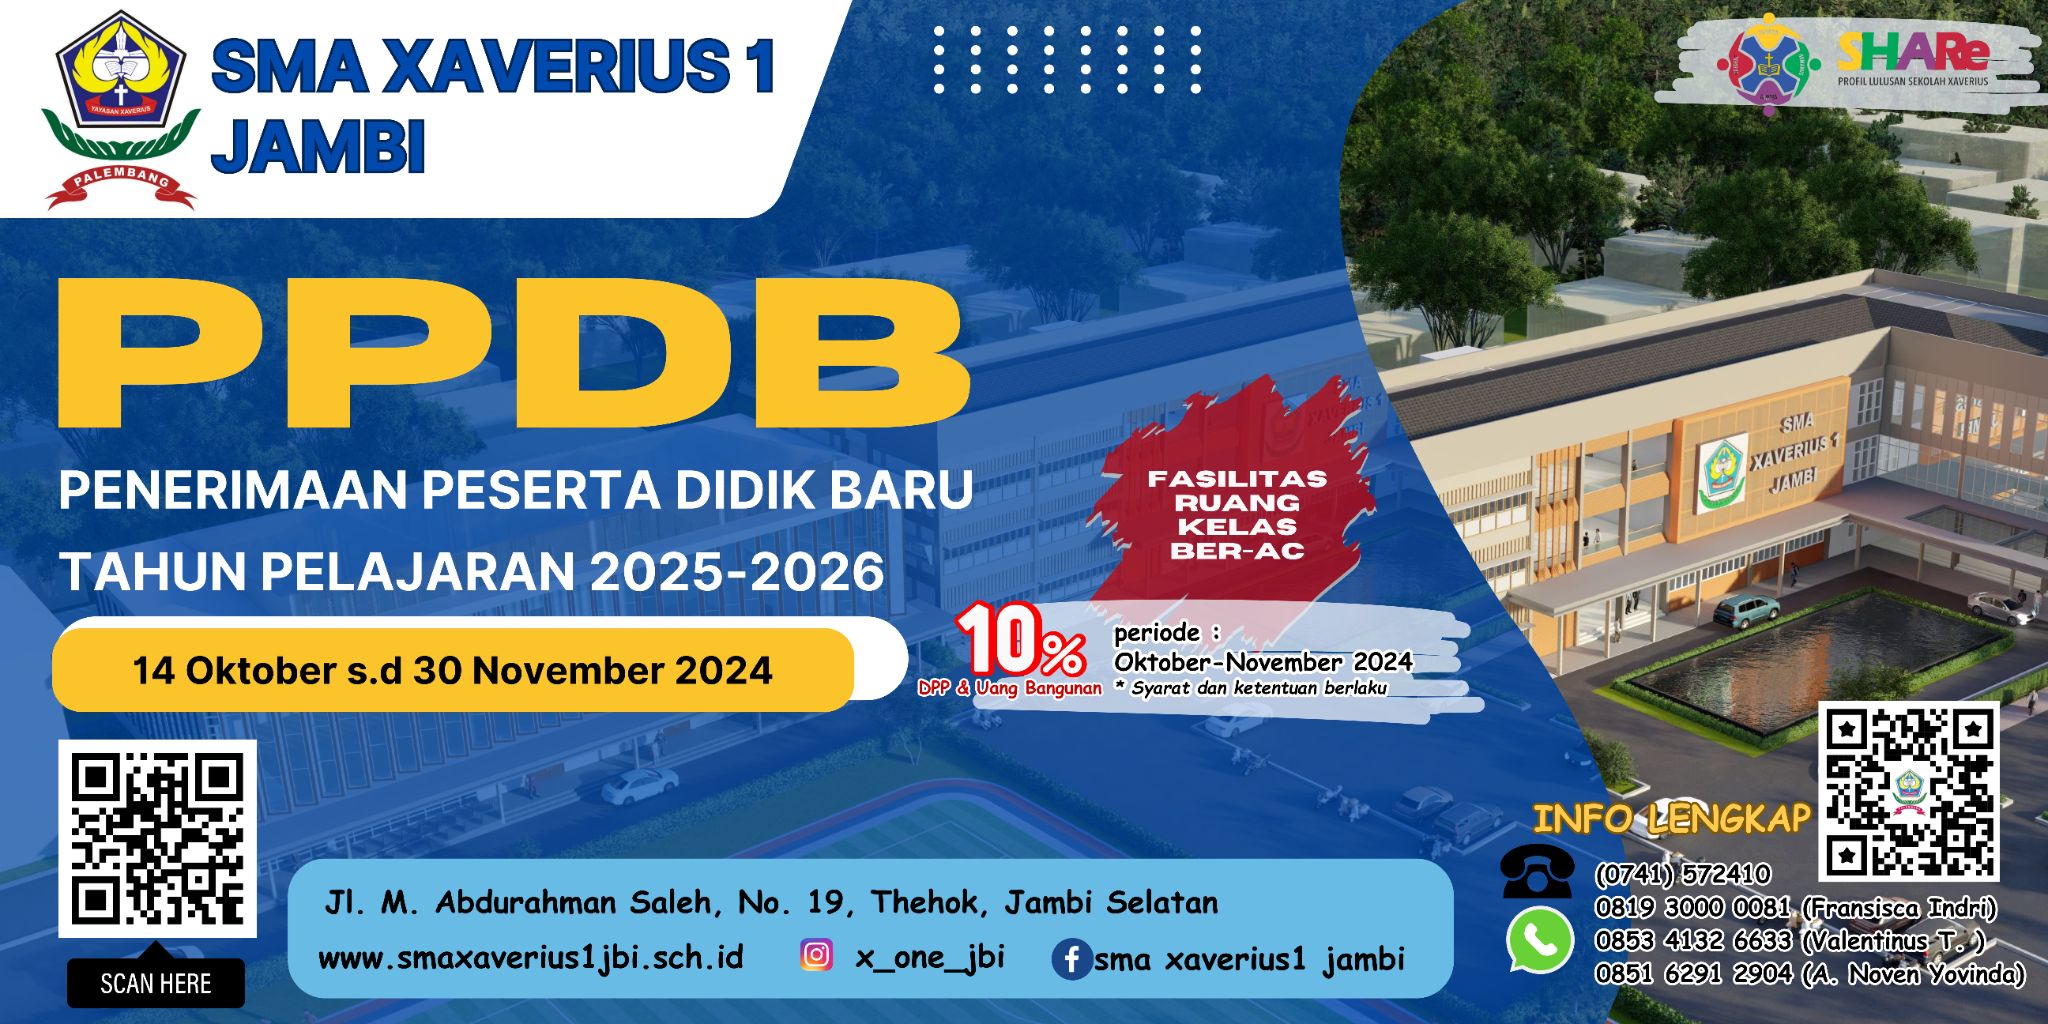 SMA XAVERIUS 1
JAMBI
YAYASAN XAVERIUS
PALEMBANG
SHARe
PROFIL LULUSAN SEKOLAH XAVERIUS
PPDB
PENERIMAAN PESERTA DIDIK BARU
TAHUN PELAJARAN 2025-2026
14 Oktober s.d 30 November 2024
FASILITAS
RUANG
KELAS
BER-AC
10%
DPP & Uang Bangunan
periode :
Oktober-November 2024
* Syarat dan ketentuan berlaku
SMA
XAVERIUS 1
JAMBI
SCAN HERE
Jl. M. Abdurahman Saleh, No. 19, Thehok, Jambi Selatan
www.smaxaverius1jbi.sch.id
x_one_jbi
sma xaverius1 jambi
INFO LENGKAP
(0741) 572410
0819 3000 0081 (Fransisca Indri)
0853 4132 6633 (Valentinus T. )
0851 6291 2904 (A. Noven Yovinda)